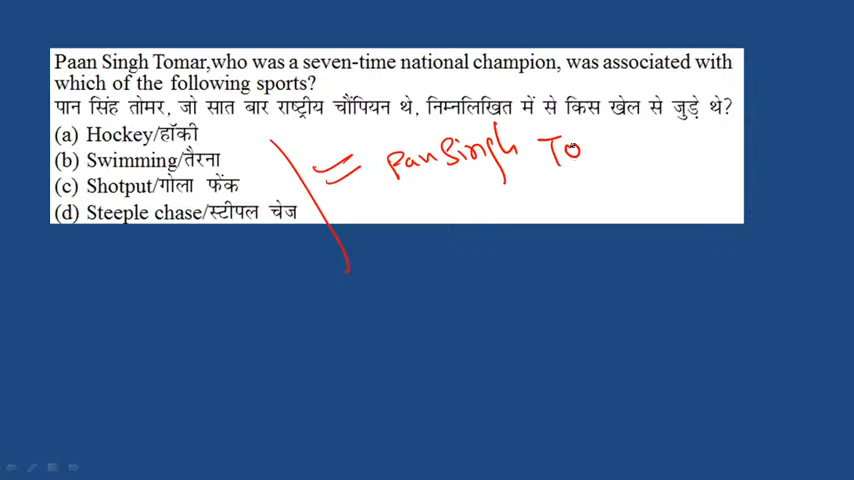 Paan Singh Tomar,who was a seven-time national champion, was associated with
which of the following sports?
पान सिंह तोमर, जो सात बार राष्ट्रीय चौंपियन थे, निम्नलिखित में से किस खेल से जुड़े थे?
(a) Hockey/हॉकी
(b) Swimming/तैरना
Pan Singh To
(c) Shotput/गोला फेंक
(d) Steeple chase/स्टीपल चेज